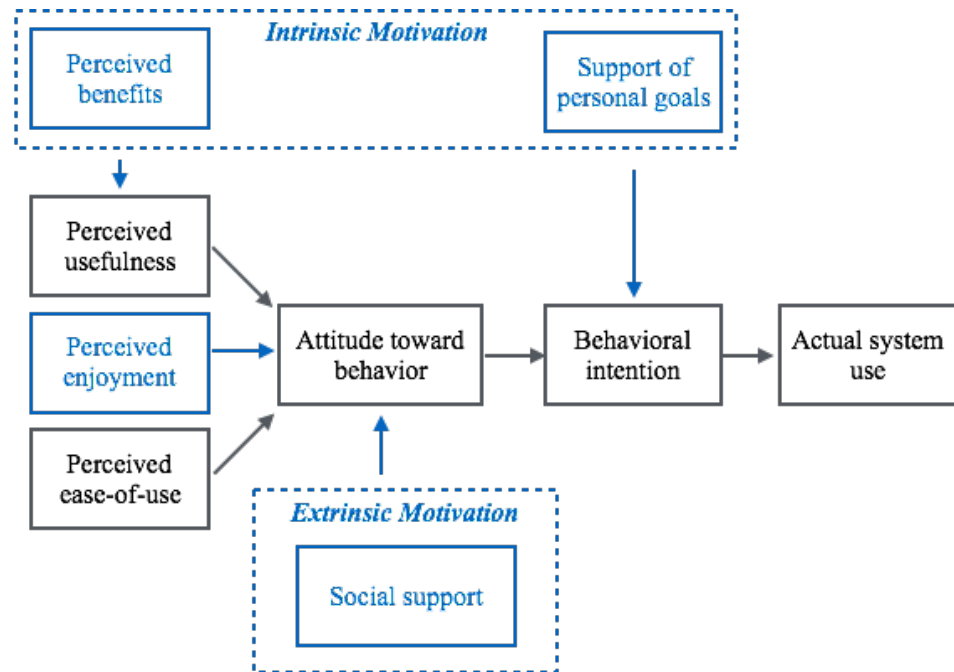 Intrinsic Motivation
Perceived
benefits
Support of
personal goals
Perceived
usefulness
Perceived
enjoyment
Perceived
ease-of-use
Attitude toward
behavior
Behavioral
intention
Actual system
use
Extrinsic Motivation
Social support